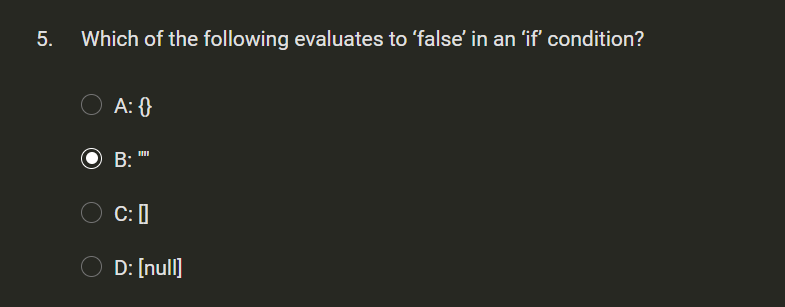 5. Which of the following evaluates to ‘false’ in an ‘if’ condition?
A: {}
B: ""
C: []
D: [null]